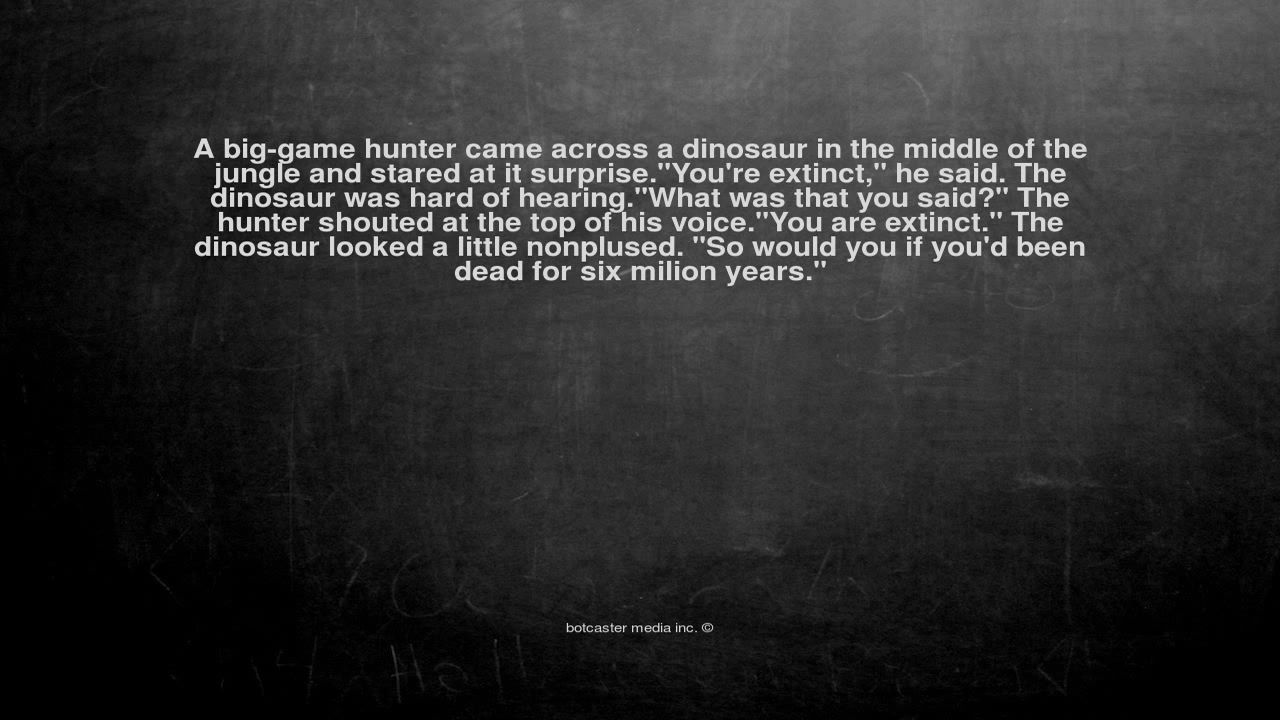 A big-game hunter came across a dinosaur in the middle of the
jungle and stared at it surprise."You're extinct," he said. The
dinosaur was hard of hearing."What was that you said?" The
hunter shouted at the top of his voice."You are extinct." The
dinosaur looked a little nonplused. "So would you if you'd been
dead for six milion years."
botcaster media inc. ©